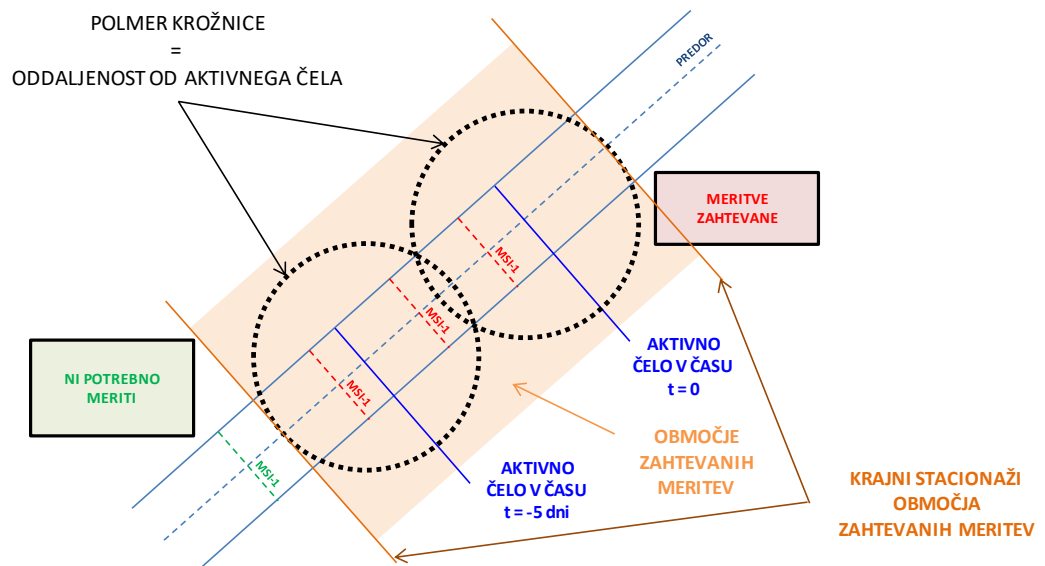 POLMER KROŽNICE
=
ODDALJENOST OD AKTIVNEGA ČELA
PREDOR
MERITVE
ZAHTEVANE
MSI-1
MSI-1
MSI-1
MSI-1
NI POTREBNO
MERITI
AKTIVNO
ČELO V ČASU
t = 0
OBMOČJE
ZAHTEVANIH
MERITEV
AKTIVNO
ČELO V ČASU
t = -5 dni
KRAJNI STACIONAŽI
OBMOČJA
ZAHTEVANIH MERITEV